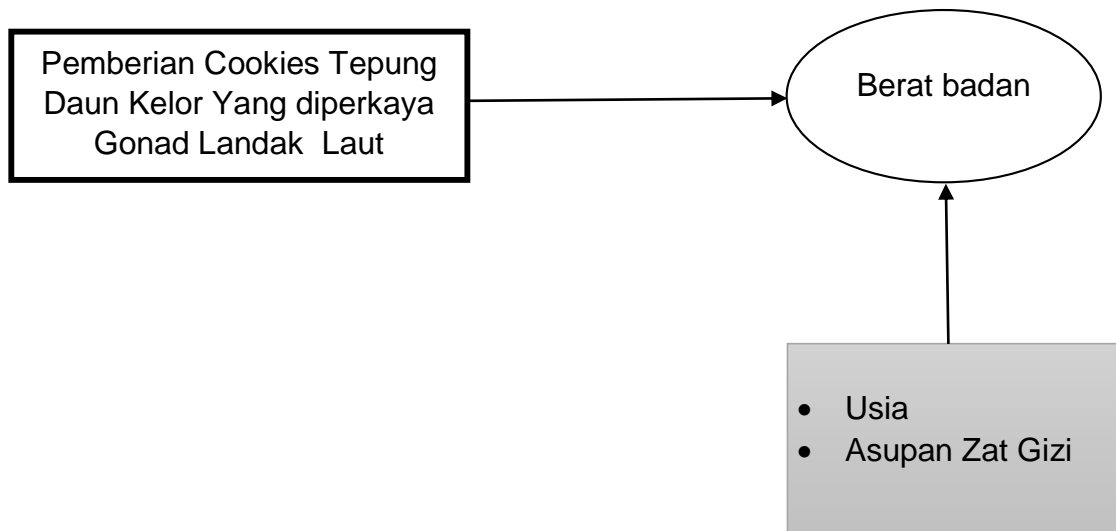 Pemberian Cookies Tepung
Daun Kelor Yang diperkaya
Gonad Landak Laut
Berat badan
• Usia
• Asupan Zat Gizi